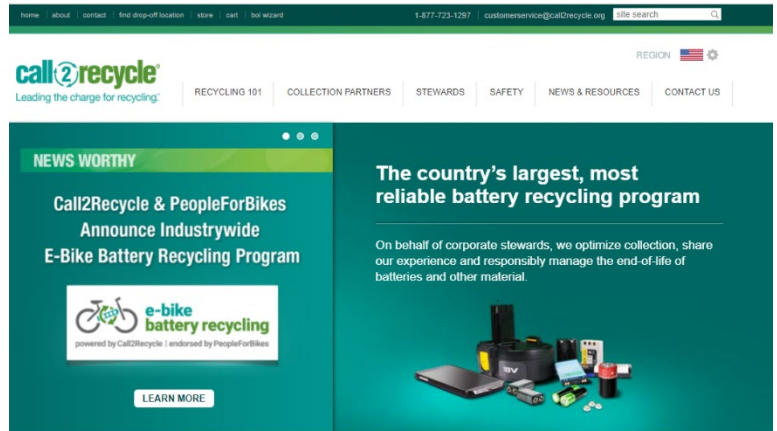 home | about | contact | find drop-off location | store | cart | bol wizard
1-877-723-1297 | customerservice@call2recycle.org
site search
REGION
call2recycle®
Leading the charge for recycling.™
RECYCLING 101
COLLECTION PARTNERS
STEWARDS
SAFETY
NEWS & RESOURCES
CONTACT US
NEWS WORTHY
Call2Recycle & PeopleForBikes
Announce Industrywide
E-Bike Battery Recycling Program
e-bike
battery recycling
powered by Call2Recycle | endorsed by PeopleForBikes
LEARN MORE
The country's largest, most
reliable battery recycling program
On behalf of corporate stewards, we optimize collection, share
our experience and responsibly manage the end-of-life of
batteries and other material.
18V